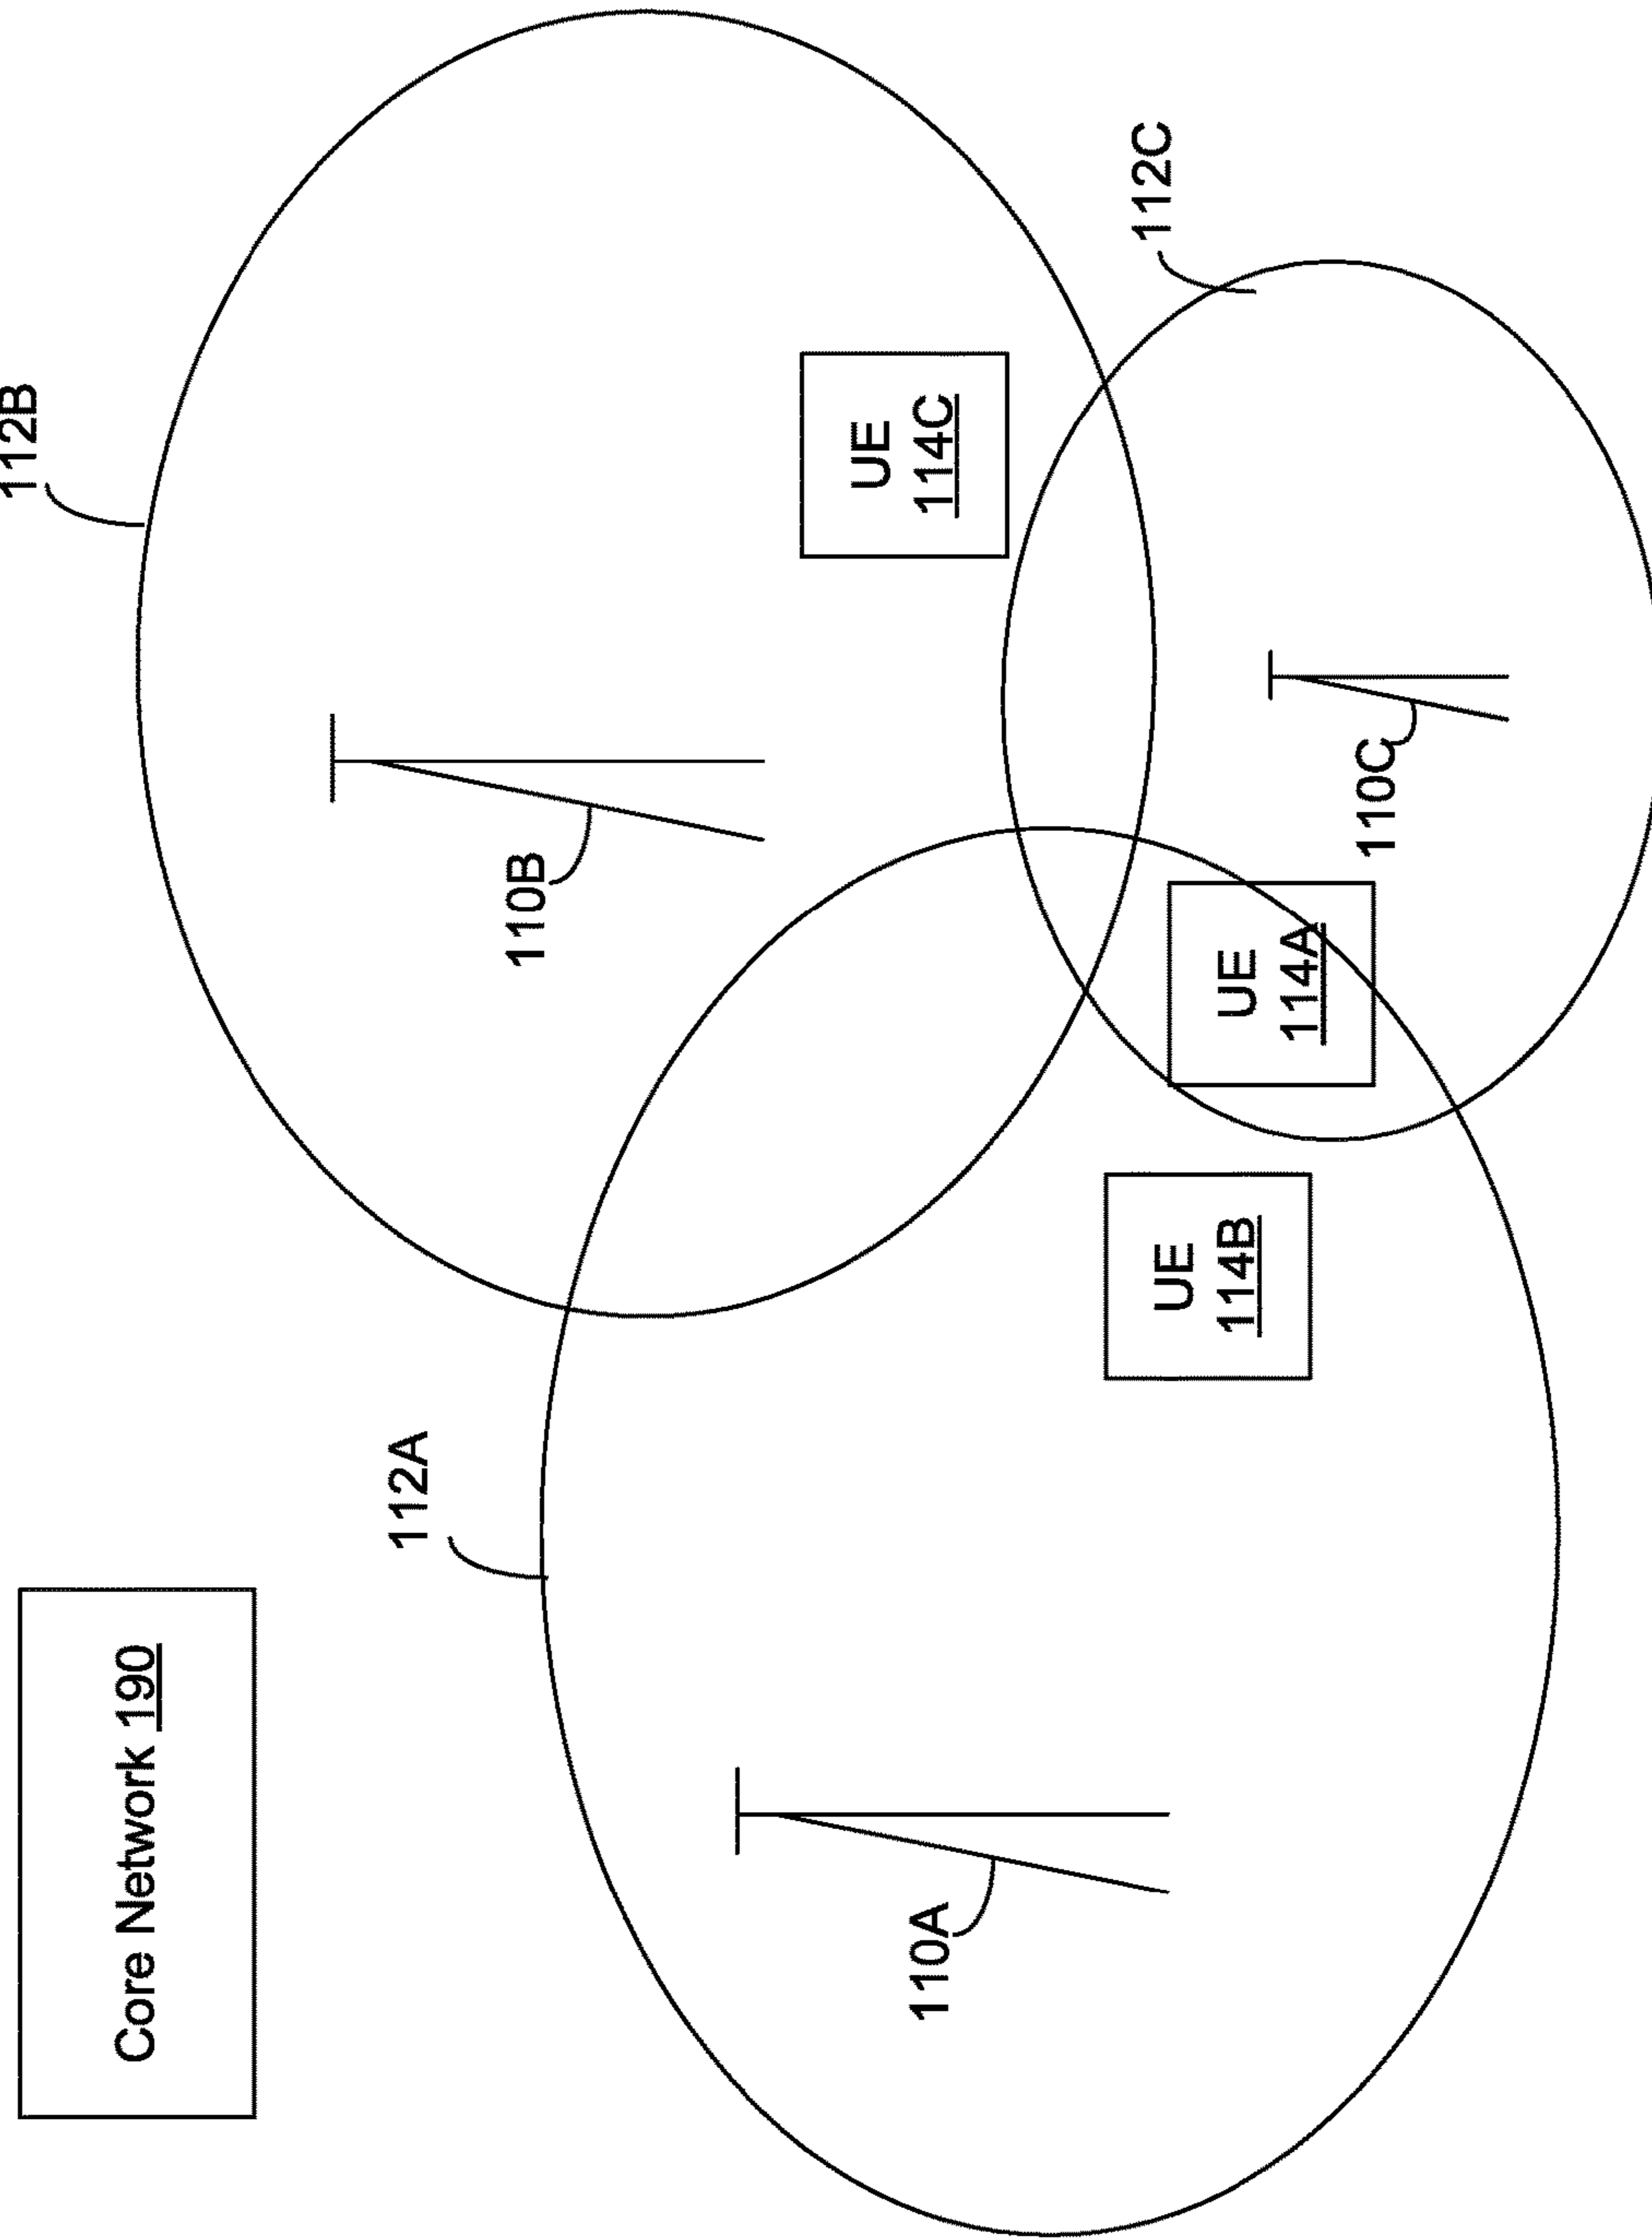 112B
Core Network 190
112A
110B
UE
114C
110A
112C
UE
114B
UE
114A
110C